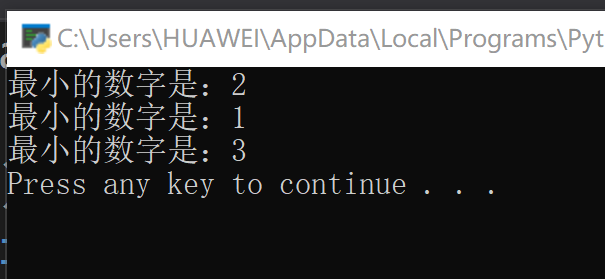 C:\Users\HUAWEI\AppData\Local\Programs\Pyt
最小的数字是：2
最小的数字是：1
最小的数字是：3
Press any key to continue . . .